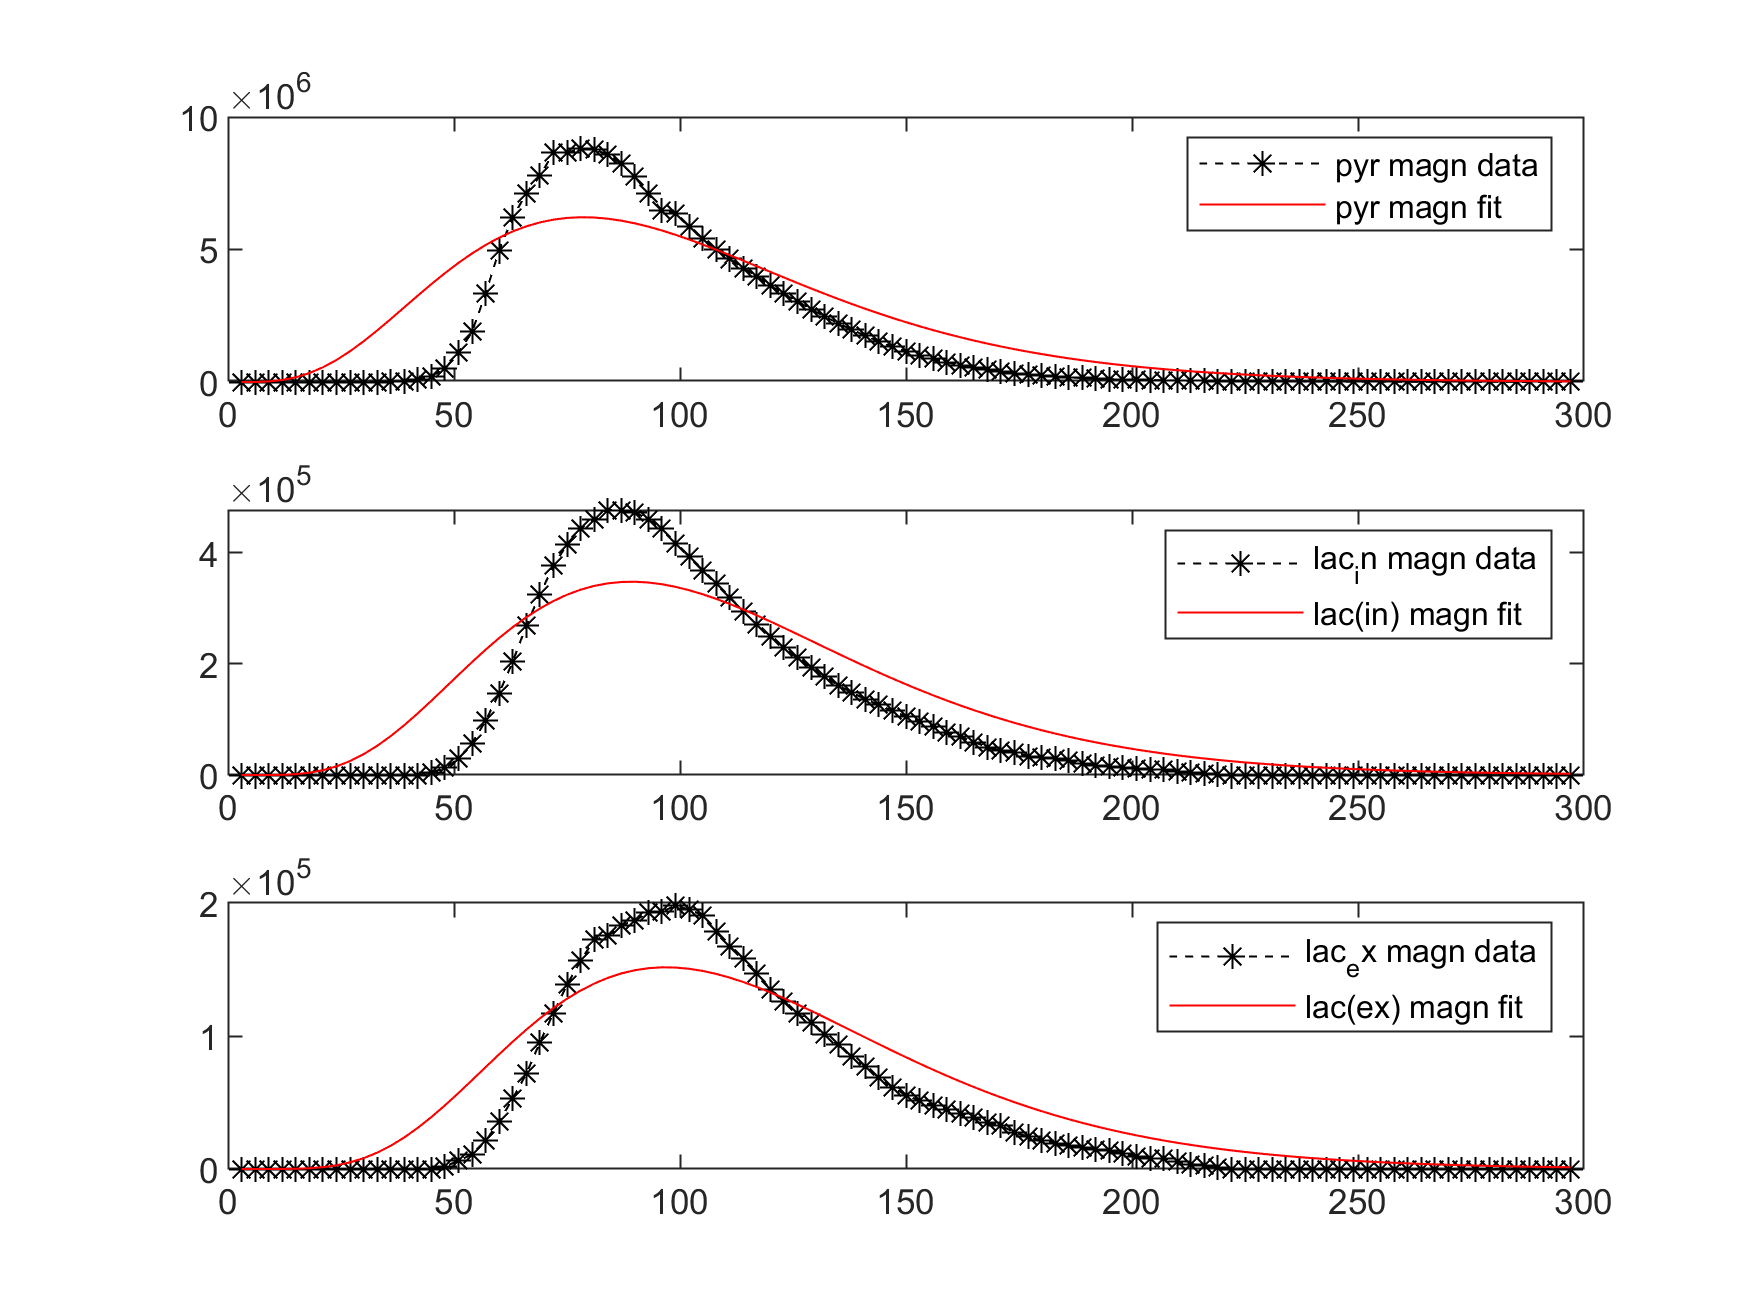 ×10^6
10
5
0
0 50 100 150 200 250 300
pyr magn data
pyr magn fit
×10^5
4
2
0
0 50 100 150 200 250 300
lac_in magn data
lac(in) magn fit
×10^5
2
1
0
0 50 100 150 200 250 300
lac_ex magn data
lac(ex) magn fit